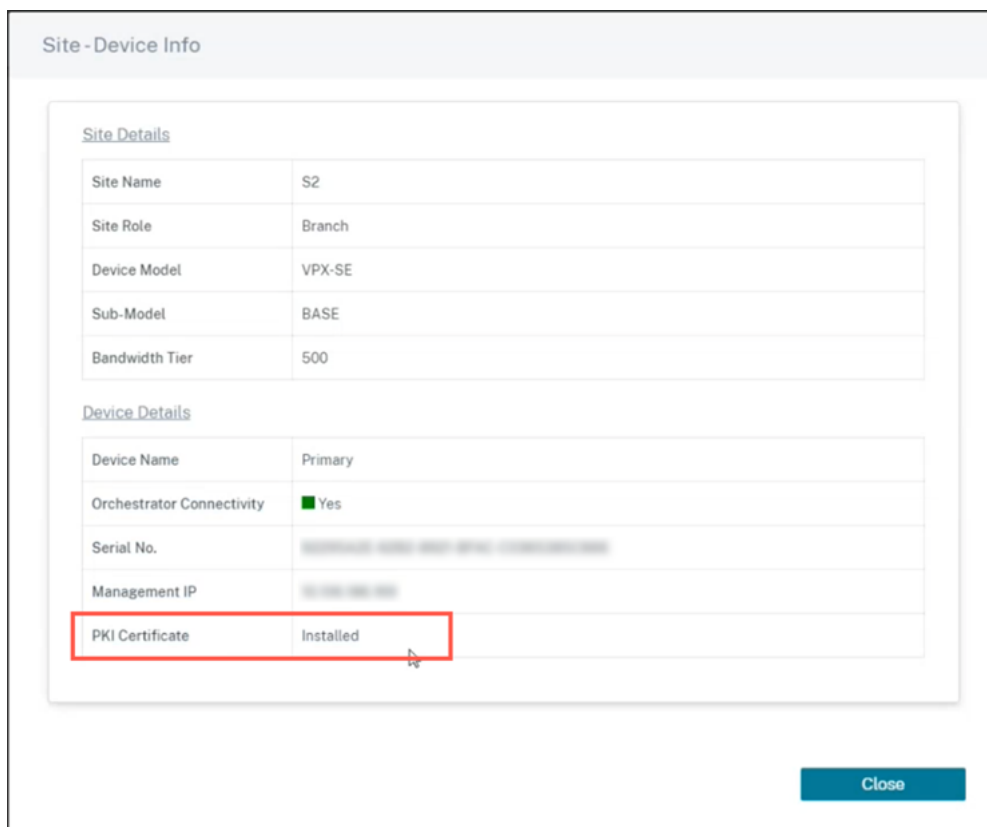 Site - Device Info
Site Details
Site Name S2
Site Role Branch
Device Model VPX-SE
Sub-Model BASE
Bandwidth Tier 500
Device Details
Device Name Primary
Orchestrator Connectivity Yes
Serial No.
Management IP
PKI Certificate Installed
Close